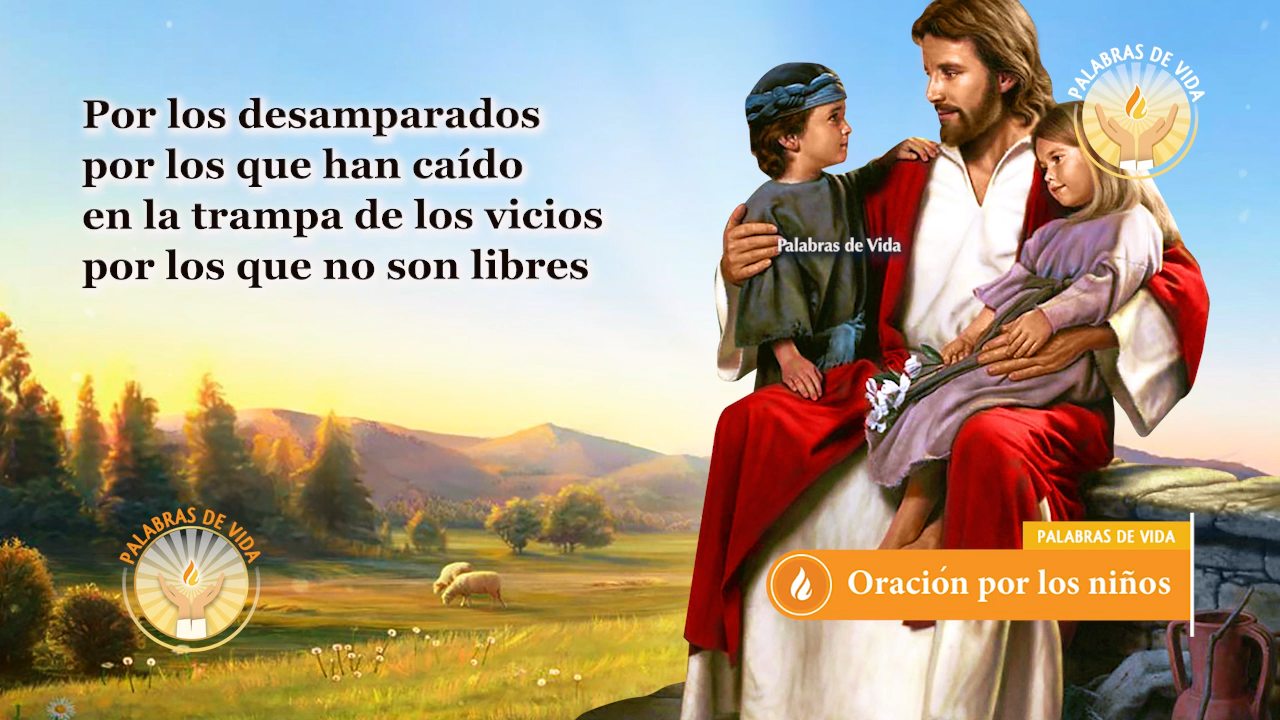 Por los desamparados
por los que han caído
en la trampa de los vicios
por los que no son libres
PALABRAS DE VIDA
Palabras de Vida
PALABRAS DE VIDA
PALABRAS DE VIDA
Oración por los niños